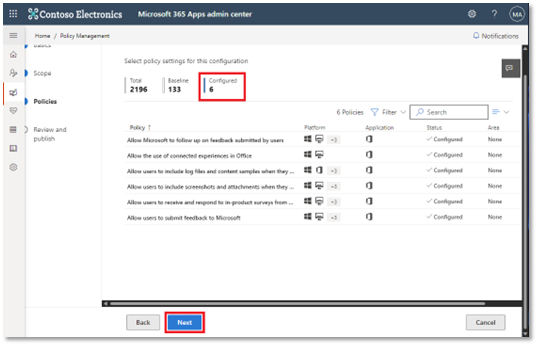 Contoso Electronics Microsoft 365 Apps admin center ? MA
Home / Policy Management Notifications
Basics
Select policy settings for this configuration
Scope
Total Baseline Configured
2196 133 6
Policies
6 Policies Filter Search
Review and publish
Policy ↑ Platform Application Status Area
Allow Microsoft to follow up on feedback submitted by users +3 Configured None
Allow the use of connected experiences in Office Configured None
Allow users to include log files and content samples when they ... +3 Configured None
Allow users to include screenshots and attachments when they ... +3 Configured None
Allow users to receive and respond to in-product surveys from ... +3 Configured None
Allow users to submit feedback to Microsoft +3 Configured None
Back Next Cancel